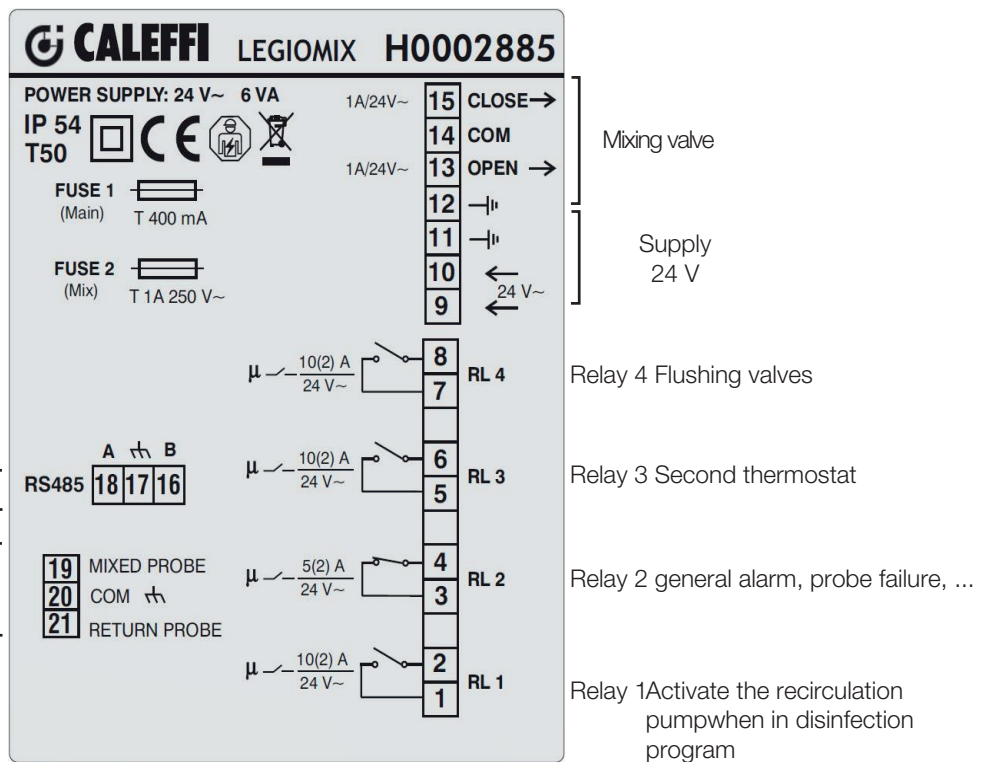 CALEFFI LEGIOMIX H0002885
POWER SUPPLY: 24 V~ 6 VA
IP 54
T50
CE
FUSE 1
(Main)
T 400 mA
FUSE 2
(Mix)
T 1A 250 V~
1A/24V~ 15 CLOSE→
14 COM
1A/24V~ 13 OPEN →
12
11
10 ←
24 V~
9 ←
Mixing valve
Supply
24 V
μ 10(2) A
24 V~
8
7
RL 4
Relay 4 Flushing valves
μ 10(2) A
24 V~
6
5
RL 3
Relay 3 Second thermostat
A B
RS485 18 17 16
μ 5(2) A
24 V~
4
3
RL 2
Relay 2 general alarm, probe failure, ...
19 MIXED PROBE
20 COM
21 RETURN PROBE
μ 10(2) A
24 V~
2
1
RL 1
Relay 1Activate the recirculation
pumpwhen in disinfection
program